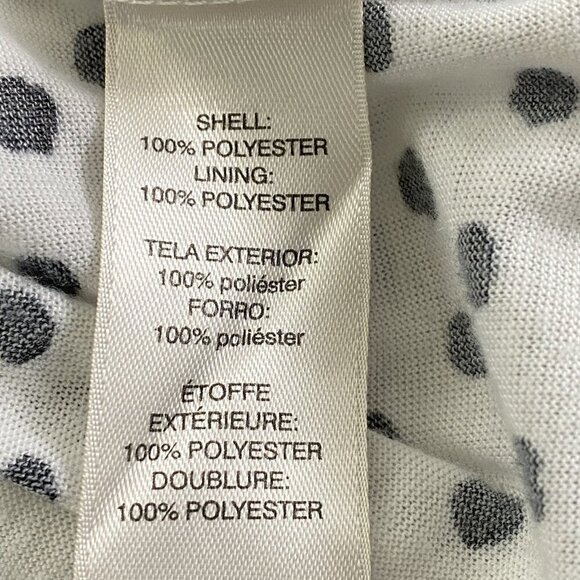 SHELL:
100% POLYESTER
LINING:
100% POLYESTER
TELA EXTERIOR:
100% poliéster
FORRO:
100% poliéster
ÉTOFFE
EXTÉRIEURE:
100% POLYESTER
DOUBLURE:
100% POLYESTER